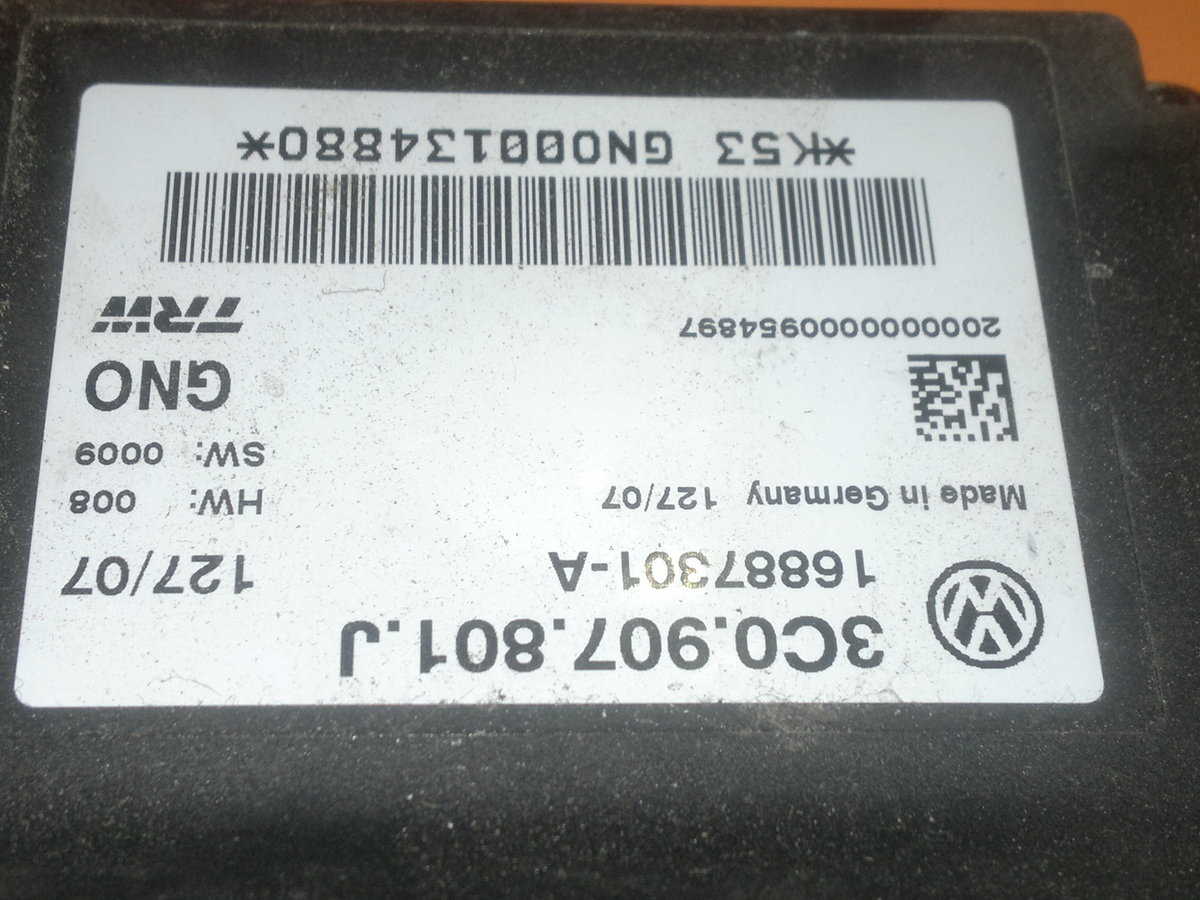 3C0.907.801.J
16887301-A 127/07
Made in Germany 127/07 HW: 008
SW: 0009
GNO
20000000000954897 TRW
*K53 GNO00134880*